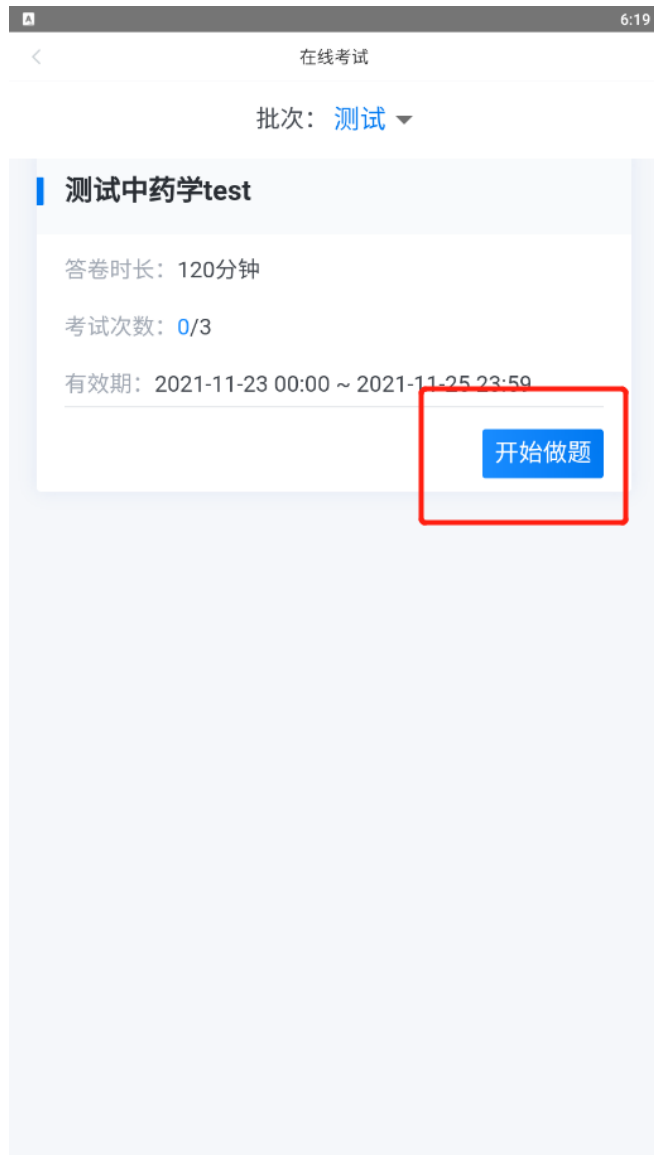 A 6:19
在线考试
批次： 测试
测试中药学test
答卷时长：120分钟
考试次数：0/3
有效期：2021-11-23 00:00 ~ 2021-11-25 23:59
开始做题